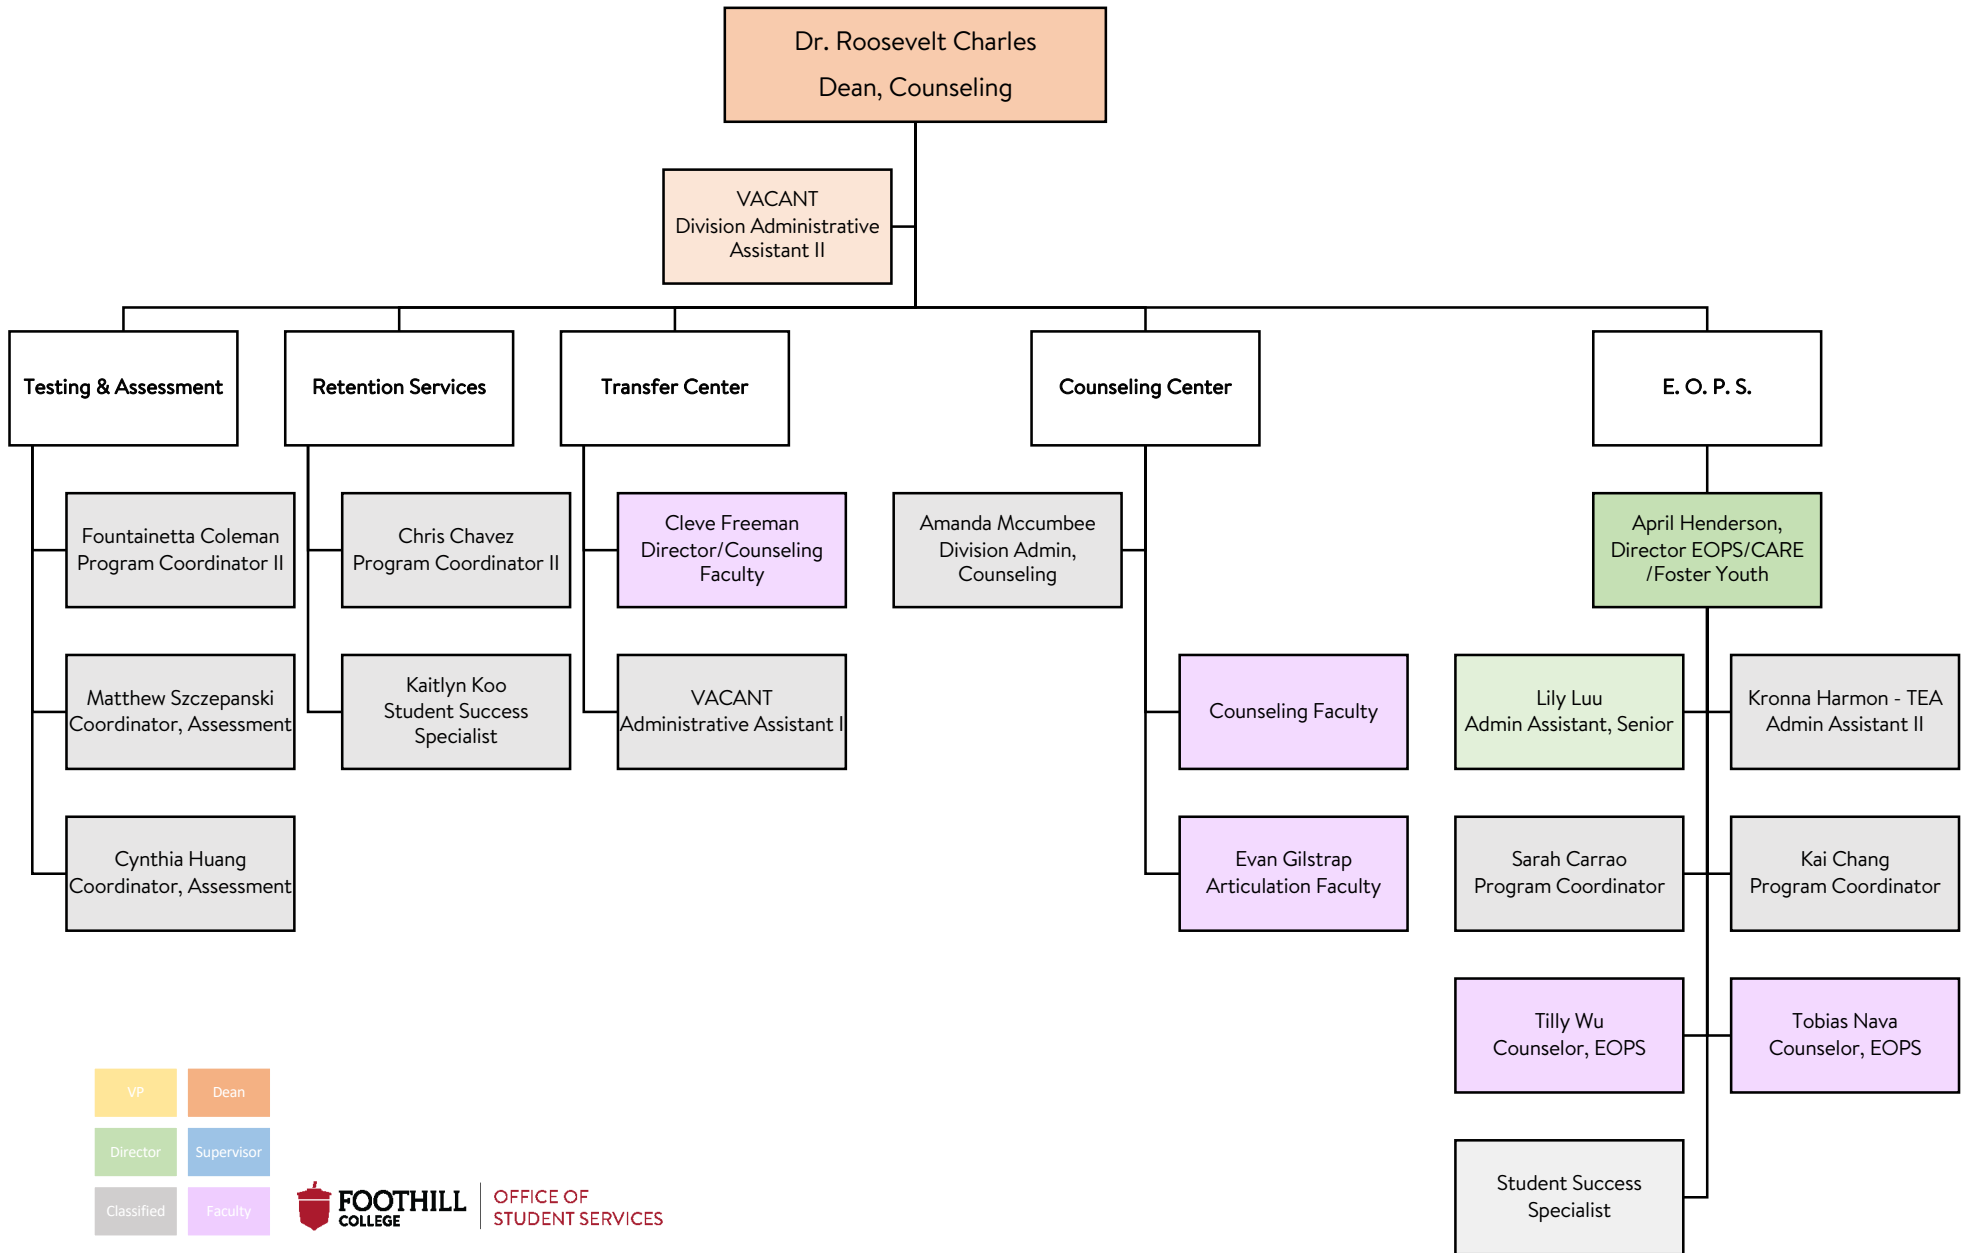 Dr. Roosevelt Charles
Dean, Counseling
VACANT
Division Administrative
Assistant II
Testing & Assessment
Retention Services
Transfer Center
Counseling Center
E. O. P. S.
Fountainetta Coleman
Program Coordinator II
Chris Chavez
Program Coordinator II
Cleve Freeman
Director/Counseling
Faculty
Amanda Mccumbee
Division Admin,
Counseling
April Henderson,
Director EOPS/CARE
/Foster Youth
Matthew Szczepanski
Coordinator, Assessment
Kaitlyn Koo
Student Success
Specialist
VACANT
Administrative Assistant I
Counseling Faculty
Lily Luu
Admin Assistant, Senior
Kronna Harmon - TEA
Admin Assistant II
Cynthia Huang
Coordinator, Assessment
Evan Gilstrap
Articulation Faculty
Sarah Carrao
Program Coordinator
Kai Chang
Program Coordinator
Tilly Wu
Counselor, EOPS
Tobias Nava
Counselor, EOPS
Student Success
Specialist
VP
Dean
Director
Supervisor
Classified
Faculty
FOOTHILL
COLLEGE
OFFICE OF
STUDENT SERVICES